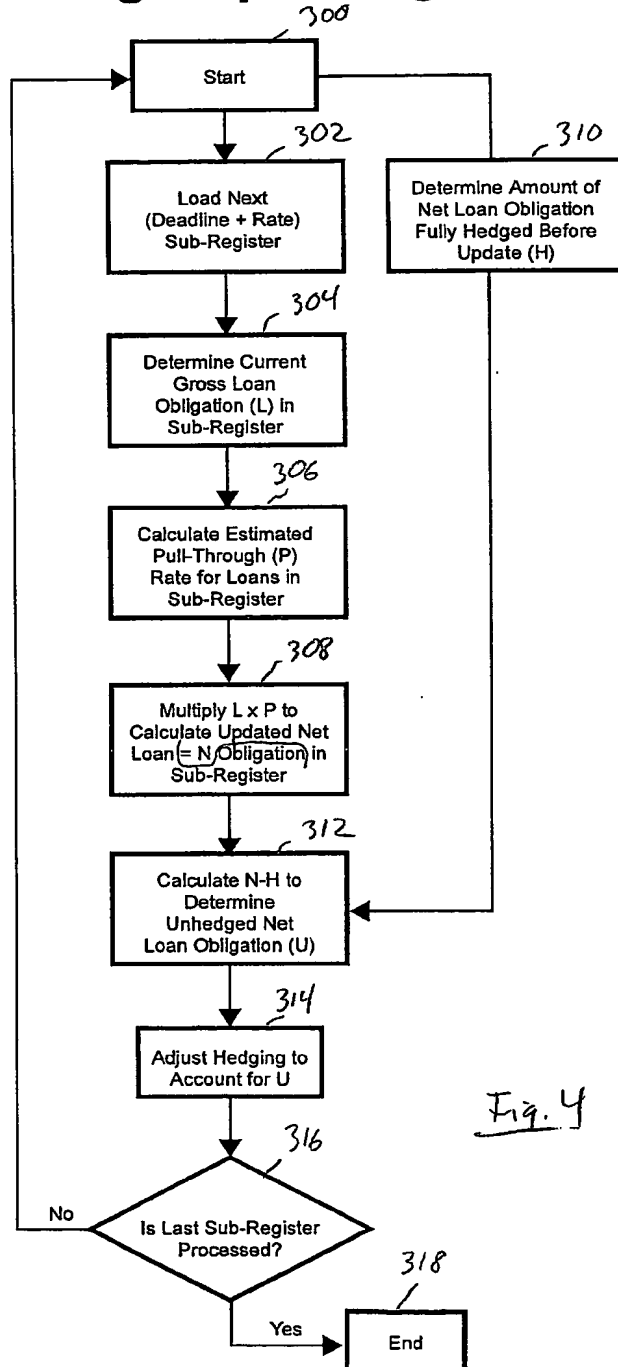 300
Start
302
310
Load Next
(Deadline + Rate)
Sub-Register
Determine Amount of
Net Loan Obligation
Fully Hedged Before
Update (H)
304
Determine Current
Gross Loan
Obligation (L) in
Sub-Register
306
Calculate Estimated
Pull-Through (P)
Rate for Loans in
Sub-Register
308
Multiply L x P to
Calculate Updated Net
Loan (= N Obligation) in
Sub-Register
312
Calculate N-H to
Determine
Unhedged Net
Loan Obligation (U)
314
Adjust Hedging to
Account for U
Fig. 4
316
No
Is Last Sub-Register
Processed?
318
Yes
End